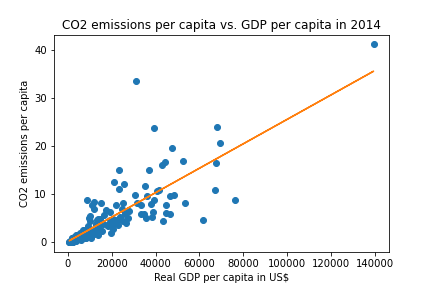 CO2 emissions per capita vs. GDP per capita in 2014
CO2 emissions per capita
40
30
20
10
0
0 20000 40000 60000 80000 100000 120000 140000
Real GDP per capita in US$